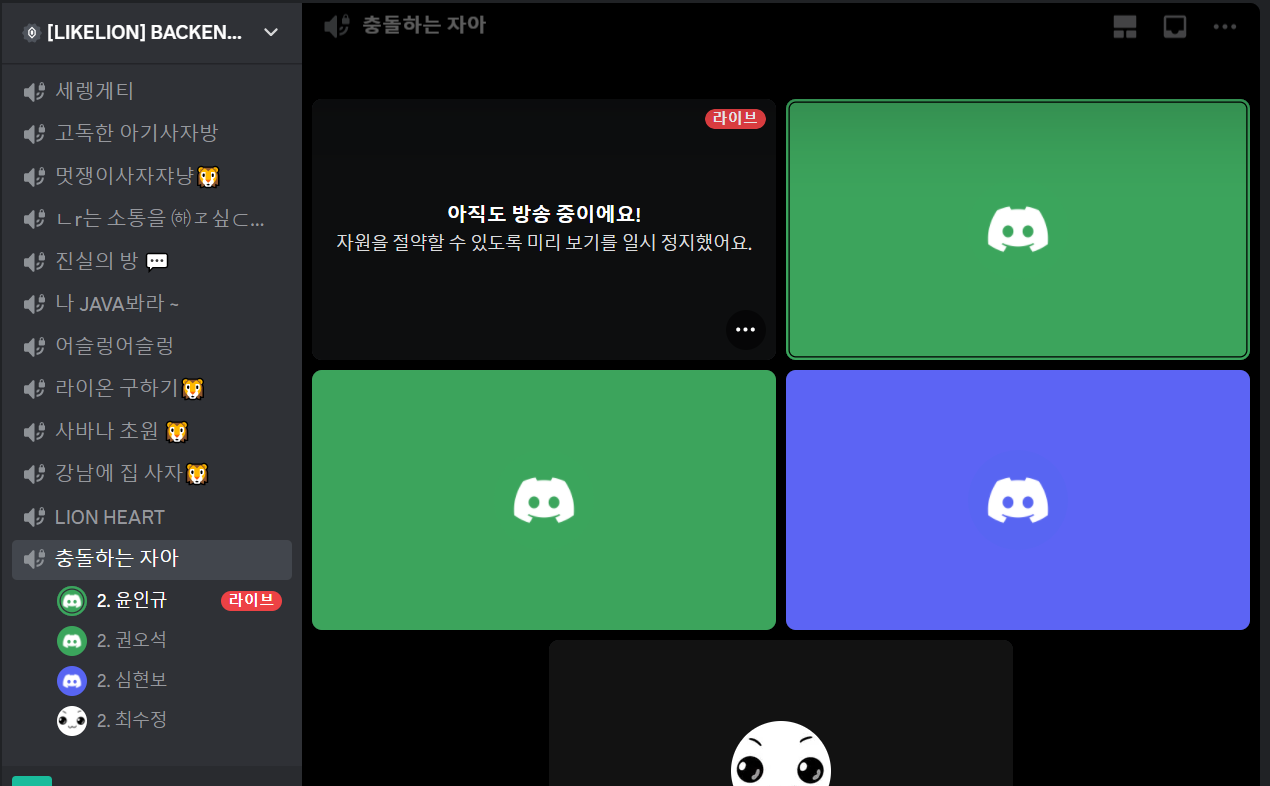 [LIKELION] BACKEN...
세렝게티
고독한 아기사자방
멋쟁이사자쟈냥🦁
ㄴr는 소통을 ㉻ㄹ싶ㄷ...
진실의 방 💬
나 JAVA봐라 ~
어슬렁어슬렁
라이온 구하기🦁
사바나 초원 🦁
강남에 집 사자🦁
LION HEART
충돌하는 자아
2. 윤인규 라이브
2. 권오석
2. 심현보
2. 최수정
충돌하는 자아
라이브
아직도 방송 중이에요!
자원을 절약할 수 있도록 미리 보기를 일시 정지했어요.